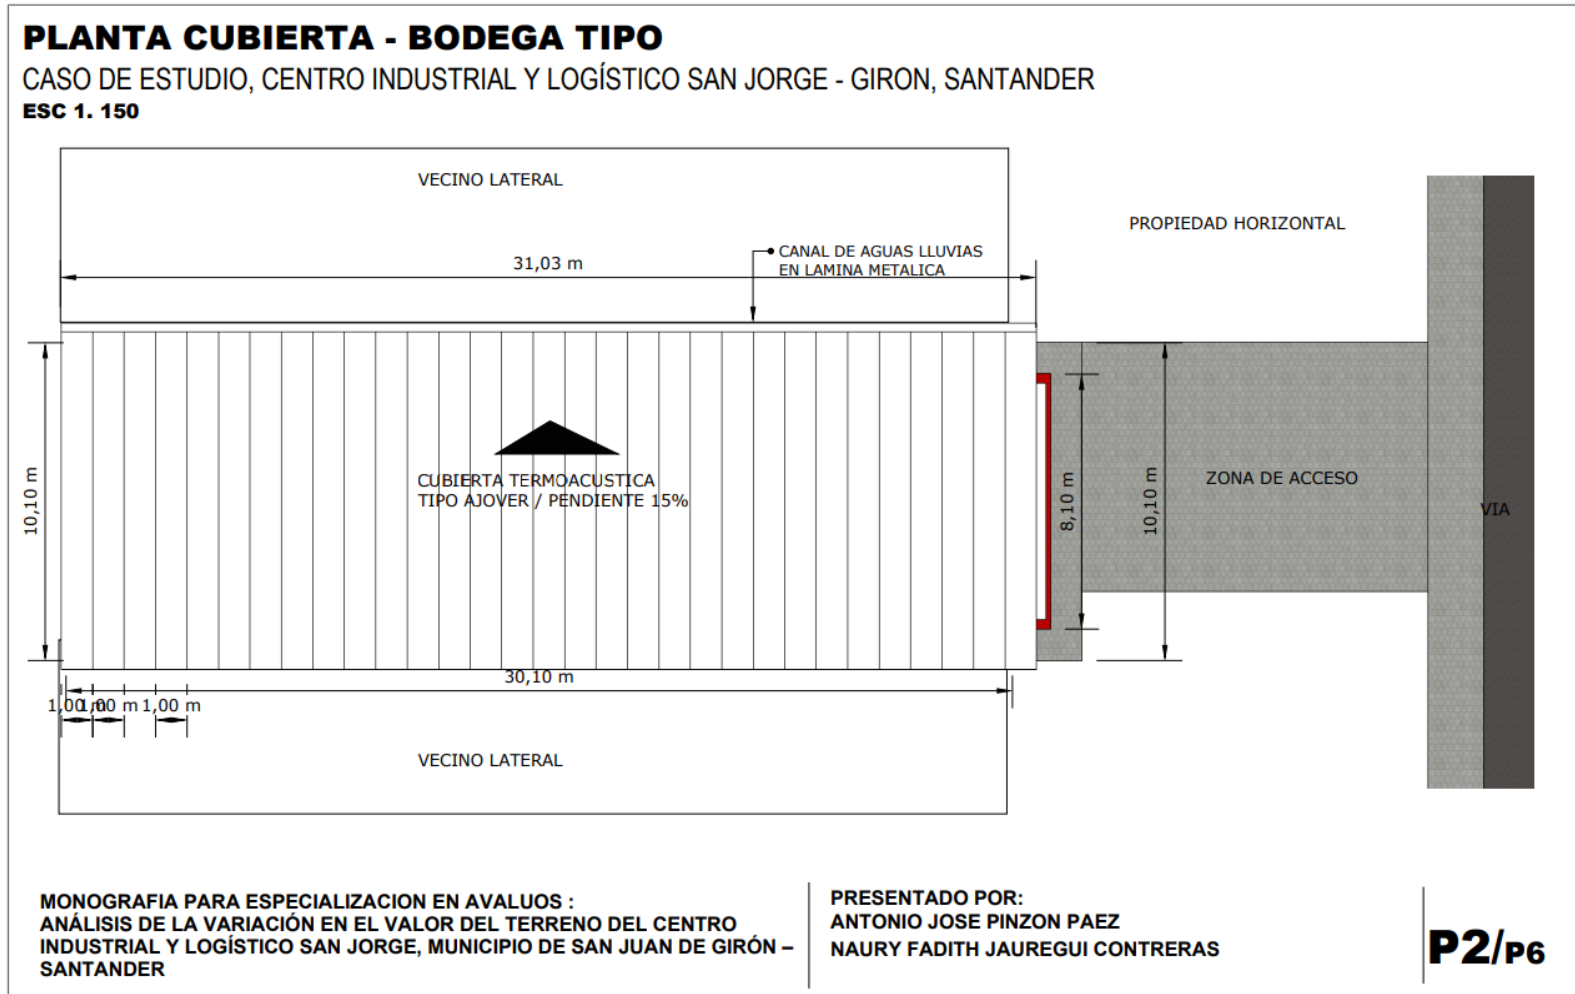 PLANTA CUBIERTA - BODEGA TIPO
CASO DE ESTUDIO, CENTRO INDUSTRIAL Y LOGÍSTICO SAN JORGE - GIRON, SANTANDER
ESC 1. 150
VECINO LATERAL
PROPIEDAD HORIZONTAL
CANAL DE AGUAS LLUVIAS
EN LAMINA METALICA
31,03 m
10,10 m
CUBIERTA TERMOACUSTICA
TIPO AJOVER / PENDIENTE 15%
8,10 m
10,10 m
ZONA DE ACCESO
VIA
30,10 m
1,00 m
1,00 m
1,00 m
VECINO LATERAL
MONOGRAFIA PARA ESPECIALIZACION EN AVALUOS :
ANÁLISIS DE LA VARIACIÓN EN EL VALOR DEL TERRENO DEL CENTRO
INDUSTRIAL Y LOGÍSTICO SAN JORGE, MUNICIPIO DE SAN JUAN DE GIRÓN –
SANTANDER
PRESENTADO POR:
ANTONIO JOSE PINZON PAEZ
NAURY FADITH JAUREGUI CONTRERAS
P2/P6